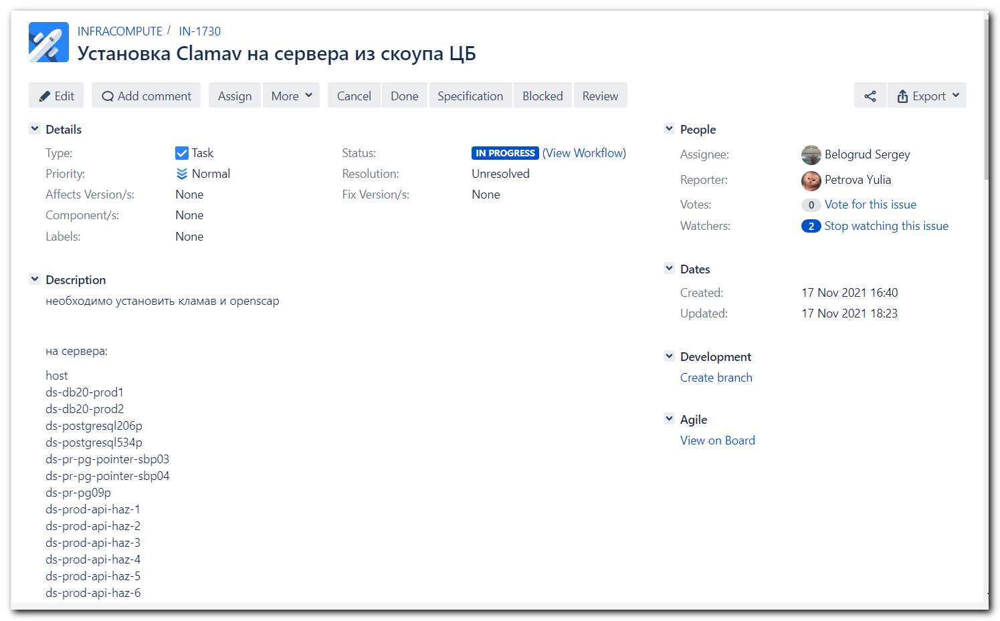 INFRACOMPUTE / IN-1730
Установка Clamav на сервера из скоупа ЦБ
Edit Add comment Assign More Cancel Done Specification Blocked Review Export
Details
Type: Task Status: IN PROGRESS (View Workflow)
Priority: Normal Resolution: Unresolved
Affects Version/s: None Fix Version/s: None
Component/s: None
Labels: None
Description
необходимо установить кламав и openscap
на сервера:
host
ds-db20-prod1
ds-db20-prod2
ds-postgresql206p
ds-postgresql534p
ds-pr-pg-pointer-sbp03
ds-pr-pg-pointer-sbp04
ds-pr-pg09p
ds-prod-api-haz-1
ds-prod-api-haz-2
ds-prod-api-haz-3
ds-prod-api-haz-4
ds-prod-api-haz-5
ds-prod-api-haz-6
People
Assignee: Belogrud Sergey
Reporter: Petrova Yulia
Votes: 0 Vote for this issue
Watchers: 2 Stop watching this issue
Dates
Created: 17 Nov 2021 16:40
Updated: 17 Nov 2021 18:23
Development
Create branch
Agile
View on Board